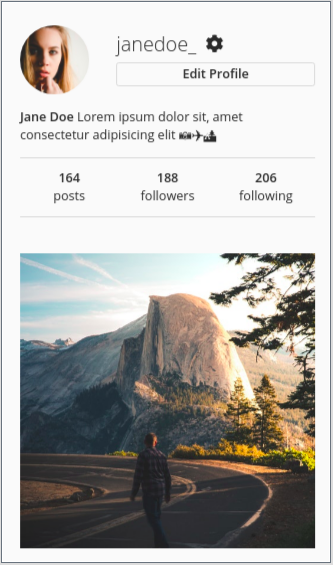 janedoe_
Edit Profile
Jane Doe Lorem ipsum dolor sit, amet
consectetur adipisicing elit 📷✈️🏕️
164 188 206
posts followers following